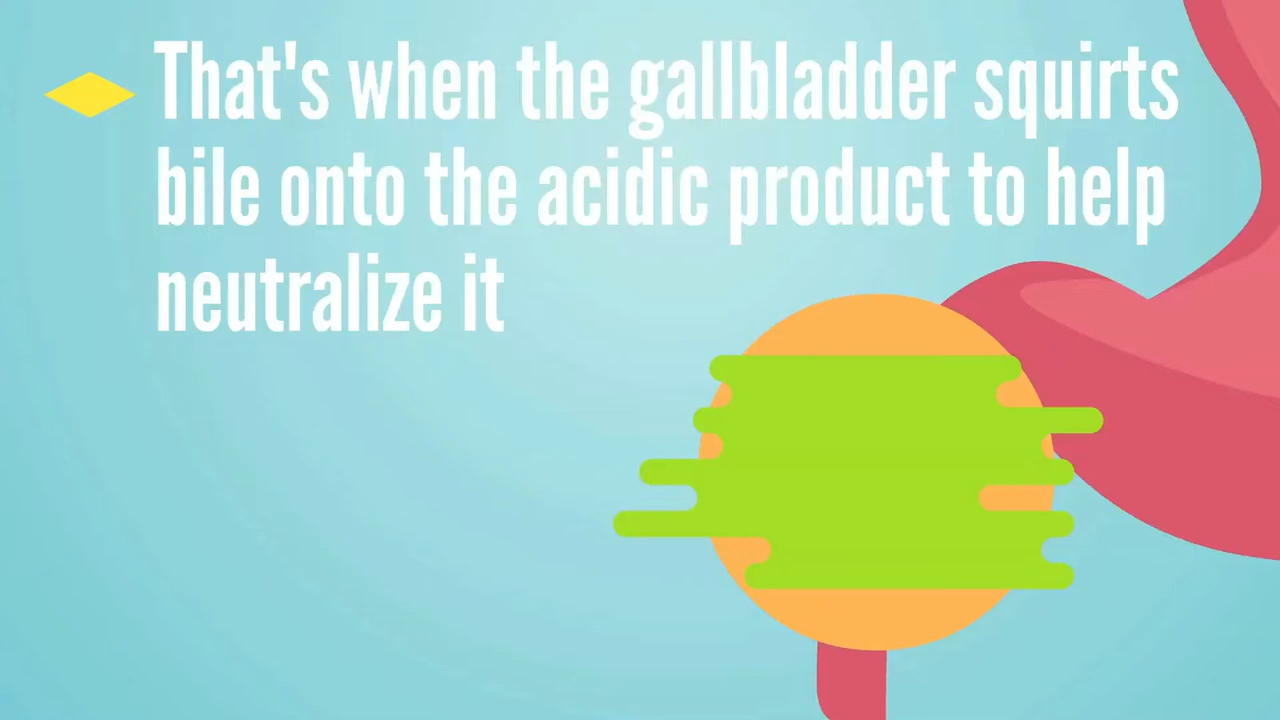 That's when the gallbladder squirts
bile onto the acidic product to help
neutralize it